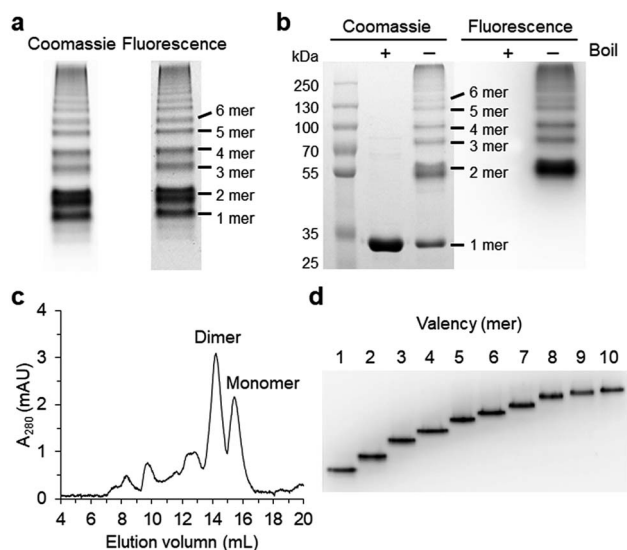 a
Coomassie Fluorescence
6 mer
5 mer
4 mer
3 mer
2 mer
1 mer
b
Coomassie Fluorescence
kDa + − + − Boil
250
130
100
70
55
35
25
6 mer
5 mer
4 mer
3 mer
2 mer
1 mer
c
Dimer
Monomer
A280 (mAU)
4
3
2
1
0
4 6 8 10 12 14 16 18 20
Elution volumn (mL)
d
Valency (mer)
1 2 3 4 5 6 7 8 9 10